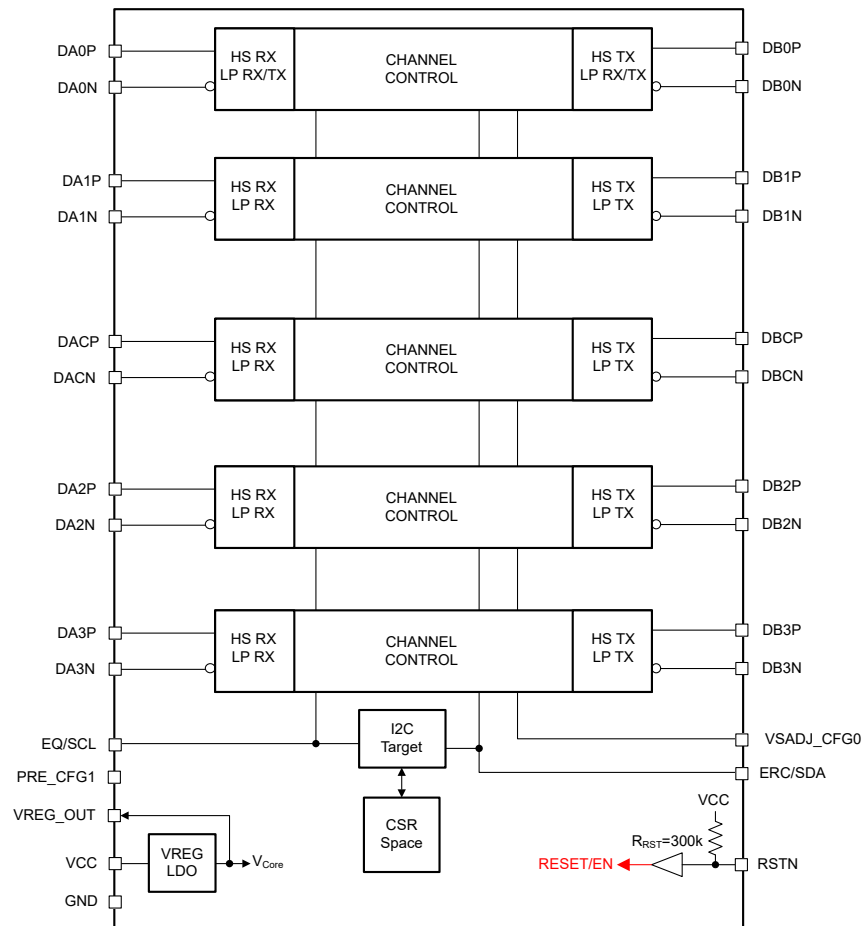 DA0P
DA0N
HS RX
LP RX/TX
CHANNEL
CONTROL
HS TX
LP RX/TX
DB0P
DB0N
DA1P
DA1N
HS RX
LP RX
CHANNEL
CONTROL
HS TX
LP TX
DB1P
DB1N
DACP
DACN
HS RX
LP RX
CHANNEL
CONTROL
HS TX
LP TX
DBCP
DBCN
DA2P
DA2N
HS RX
LP RX
CHANNEL
CONTROL
HS TX
LP TX
DB2P
DB2N
DA3P
DA3N
HS RX
LP RX
CHANNEL
CONTROL
HS TX
LP TX
DB3P
DB3N
EQ/SCL
I2C
Target
VSADJ_CFG0
PRE_CFG1
ERC/SDA
VREG_OUT
CSR
Space
VCC
RRST=300k
VCC
VREG
LDO
VCore
RESET/EN
RSTN
GND